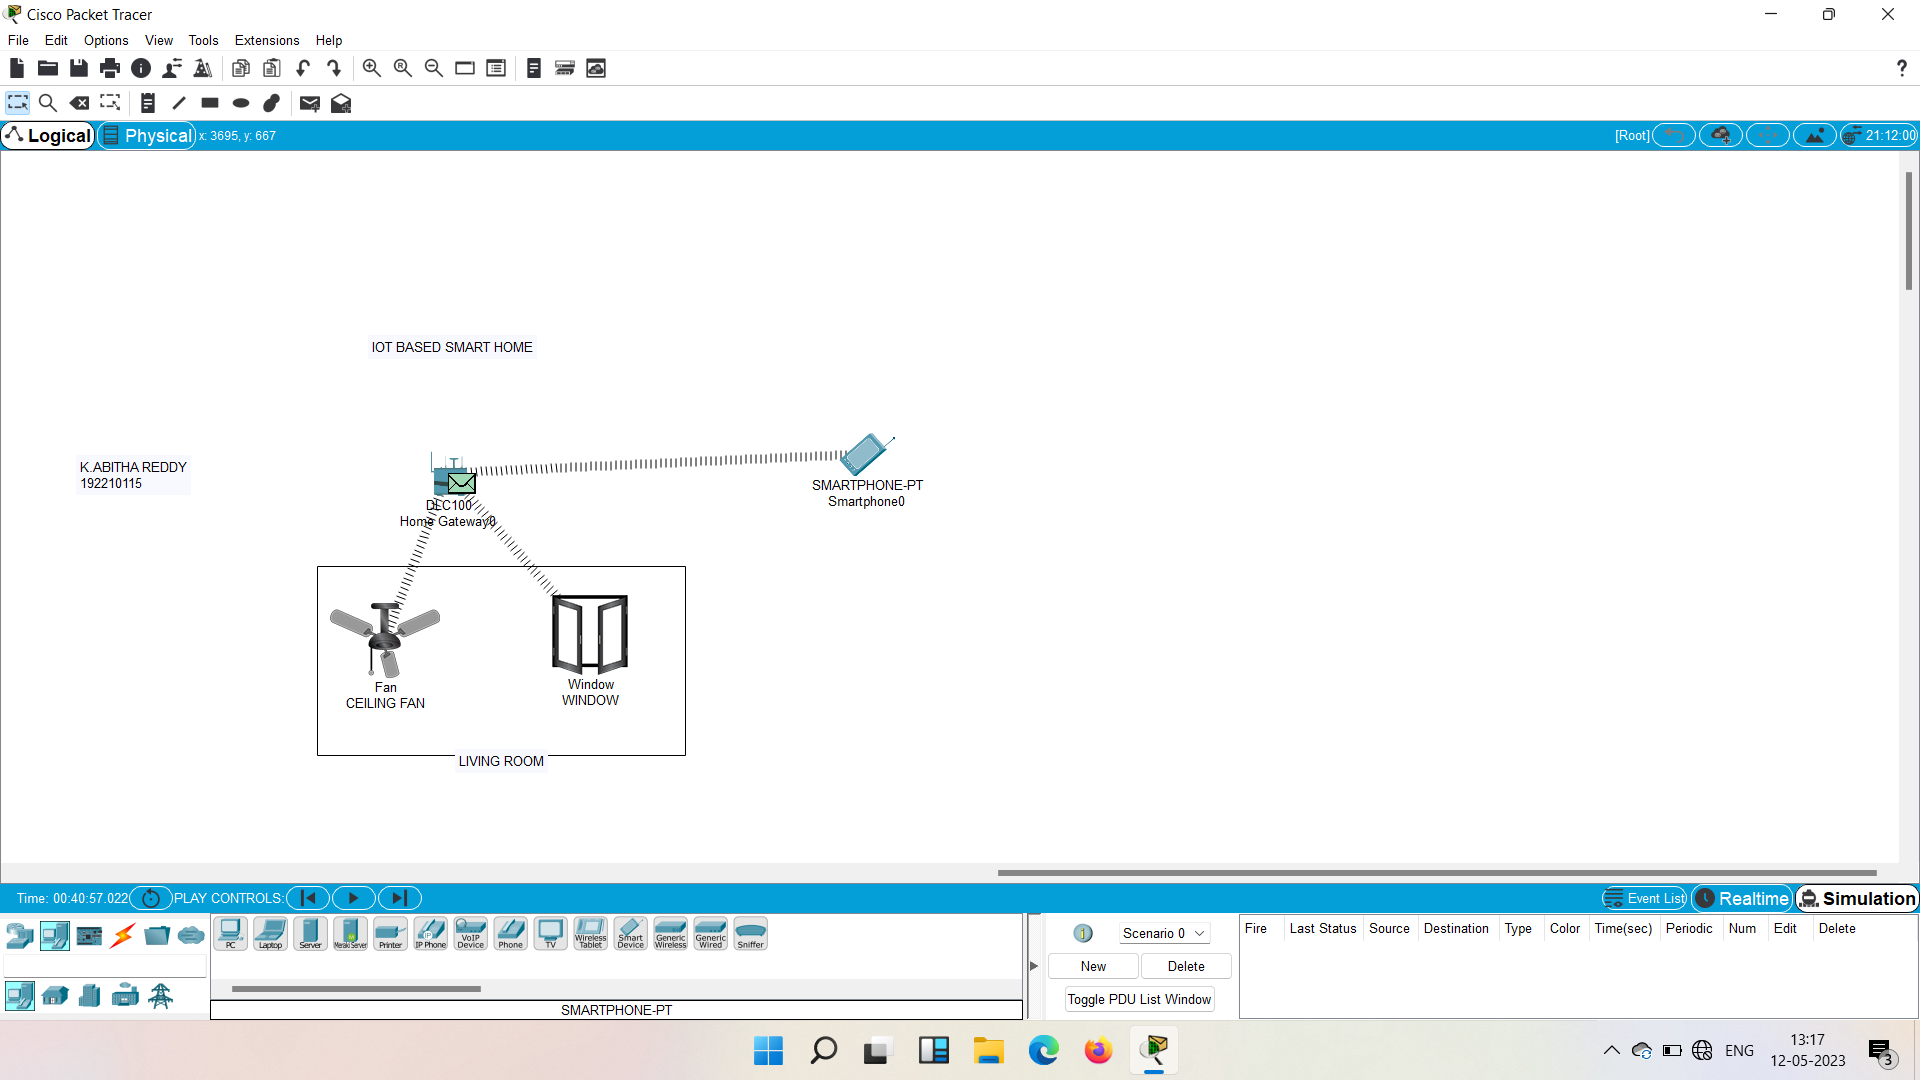 Cisco Packet Tracer
File Edit Options View Tools Extensions Help
?
Logical Physical x: 3695, y: 667 [Root] 21:12:00
IOT BASED SMART HOME
K.ABITHA REDDY
192210115
SMARTPHONE-PT
Smartphone0
DLC100
Home Gateway0
Fan
CEILING FAN
Window
WINDOW
LIVING ROOM
Time: 00:40:57.022 PLAY CONTROLS: Event List Realtime Simulation
PC Laptop Server Meraki Server Printer IP Phone VoIP Device Phone TV Wireless Tablet Smart Device Generic Wireless Generic Wired Sniffer
SMARTPHONE-PT
1 Scenario 0
New Delete
Toggle PDU List Window
Fire Last Status Source Destination Type Color Time(sec) Periodic Num Edit Delete
ENG
13:17
12-05-2023
3